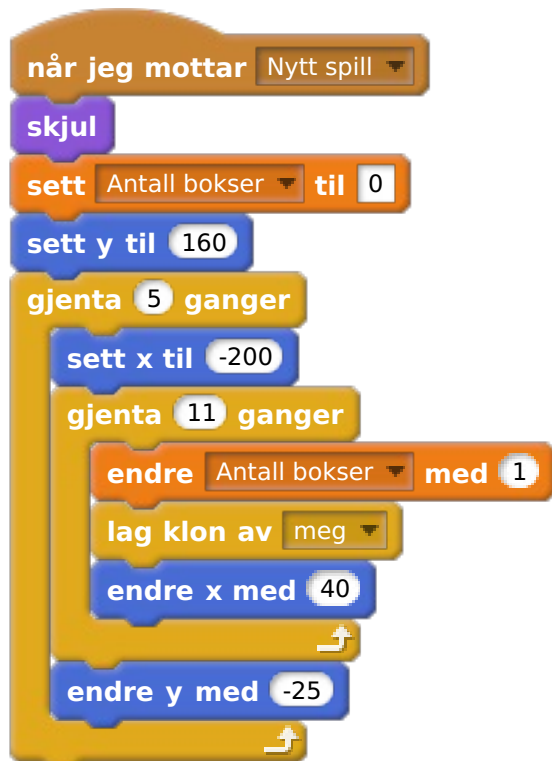 når jeg mottar Nytt spill
skjul
sett Antall bokser til 0
sett y til 160
gjenta 5 ganger
sett x til -200
gjenta 11 ganger
endre Antall bokser med 1
lag klon av meg
endre x med 40
endre y med -25